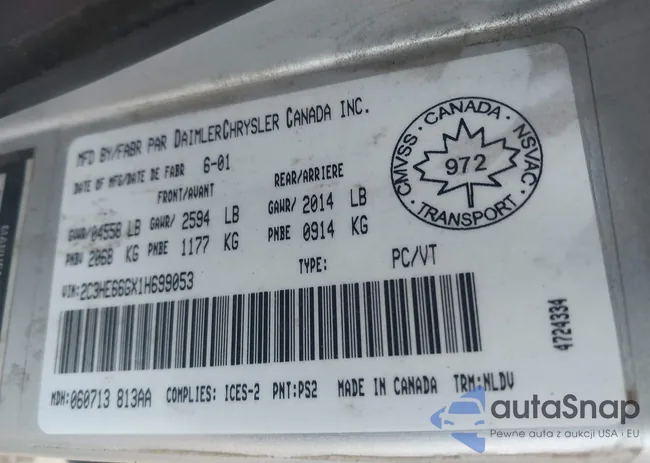 MFD BY/FABR PAR DAIMLERCHRYSLER CANADA INC.
DATE OF MFG/DATE DE FABR 6-01
FRONT/AVANT REAR/ARRIERE
GVWR/04558 LB GAWR/ 2594 LB GAWR/ 2014 LB
PNBV 2068 KG PNBE 1177 KG PNBE 0914 KG
VIN:2C3HE66GX1H699053 TYPE: PC/VT
MDH:060713 813AA COMPLIES: ICES-2 PNT:PS2 MADE IN CANADA TRM:NLDV
4724334
CMVSS · CANADA · NSVAC
972
· TRANSPORT ·
autaSnap
Pewne auta z aukcji USA i EU